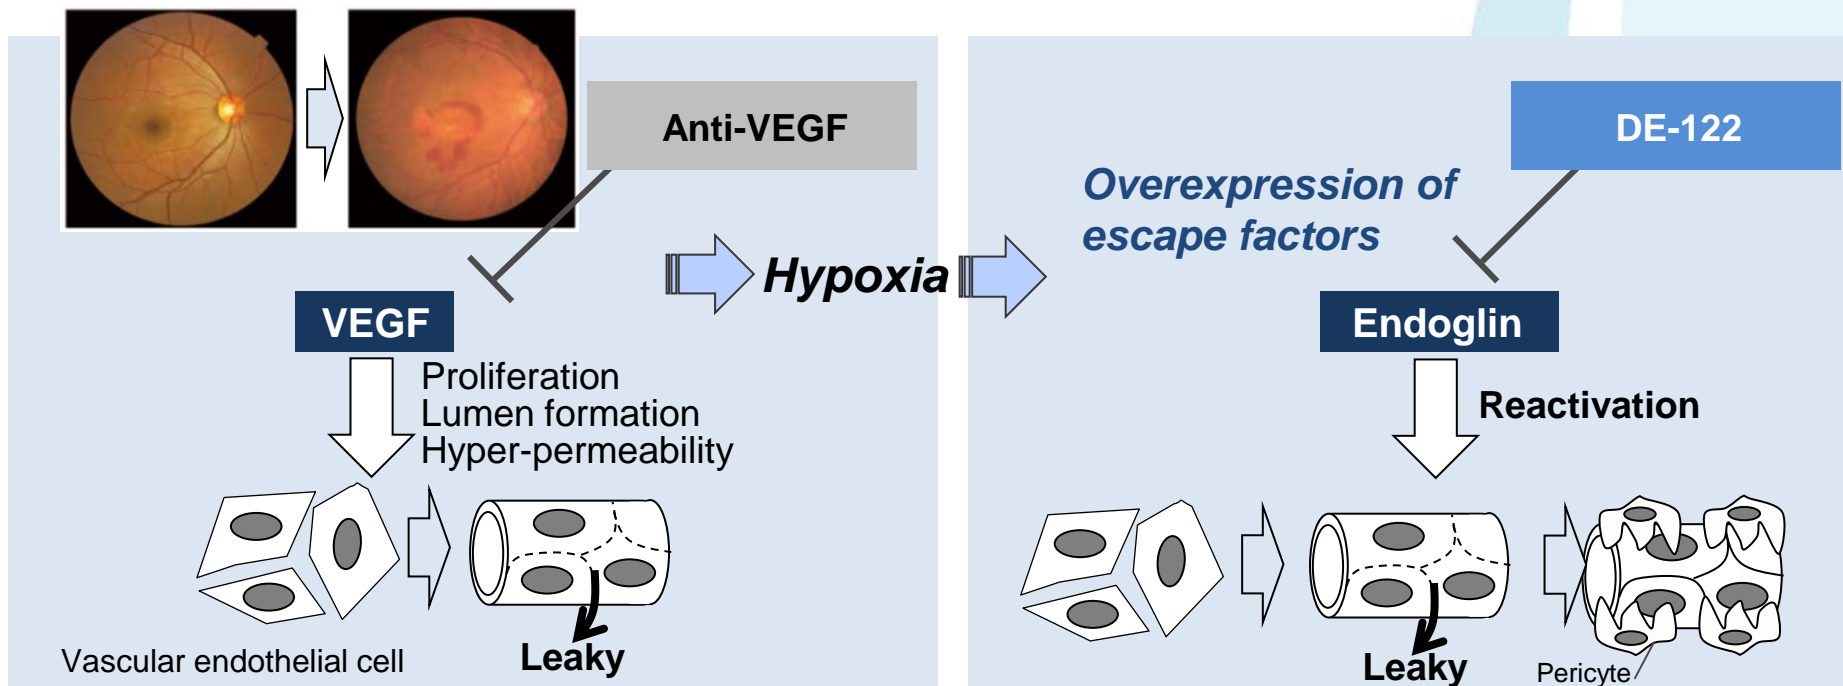 Anti-VEGF
VEGF
Proliferation
Lumen formation
Hyper-permeability
Vascular endothelial cell
Leaky
Hypoxia
DE-122
Overexpression of
escape factors
Endoglin
Reactivation
Leaky
Pericyte